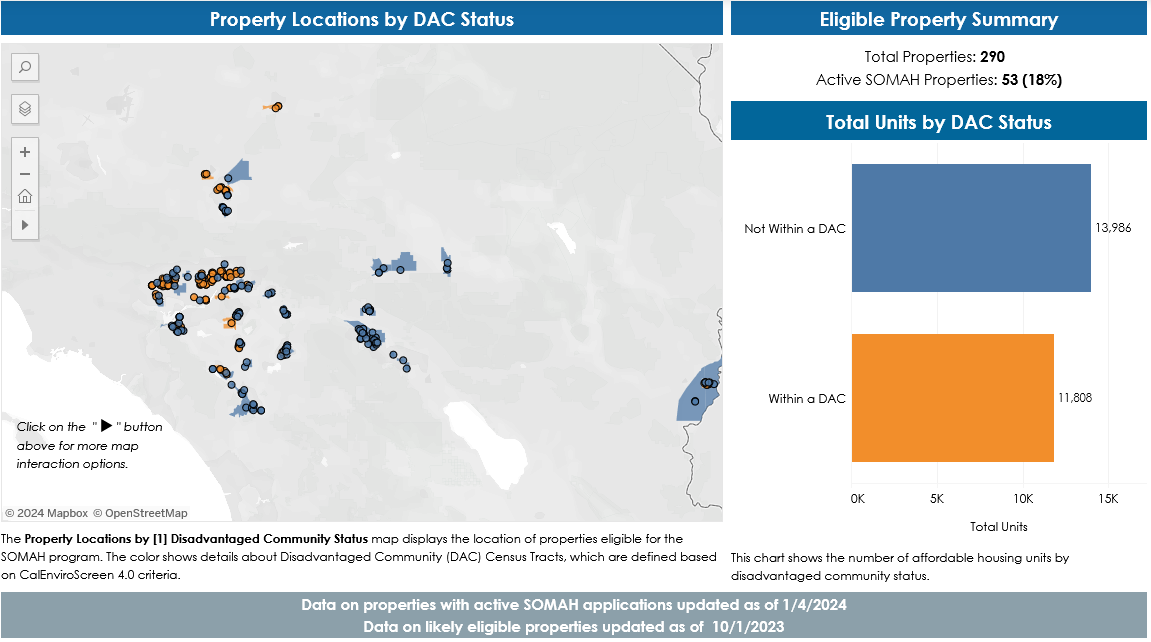 Property Locations by DAC Status
Click on the " ▶ " button
above for more map
interaction options.
© 2024 Mapbox © OpenStreetMap
The Property Locations by [1] Disadvantaged Community Status map displays the location of properties eligible for the
SOMAH program. The color shows details about Disadvantaged Community (DAC) Census Tracts, which are defined based
on CalEnviroScreen 4.0 criteria.
Eligible Property Summary
Total Properties: 290
Active SOMAH Properties: 53 (18%)
Total Units by DAC Status
Not Within a DAC
13,986
Within a DAC
11,808
0K 5K 10K 15K
Total Units
This chart shows the number of affordable housing units by
disadvantaged community status.
Data on properties with active SOMAH applications updated as of 1/4/2024
Data on likely eligible properties updated as of 10/1/2023